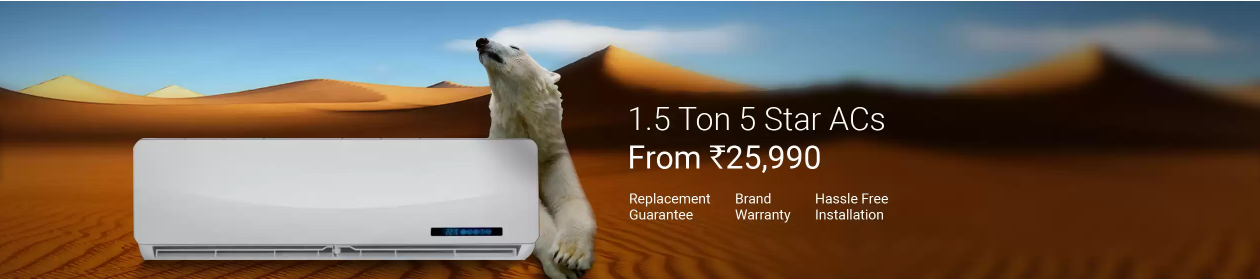 1.5 Ton 5 Star ACs
From ₹25,990
Replacement
Guarantee
Brand
Warranty
Hassle Free
Installation